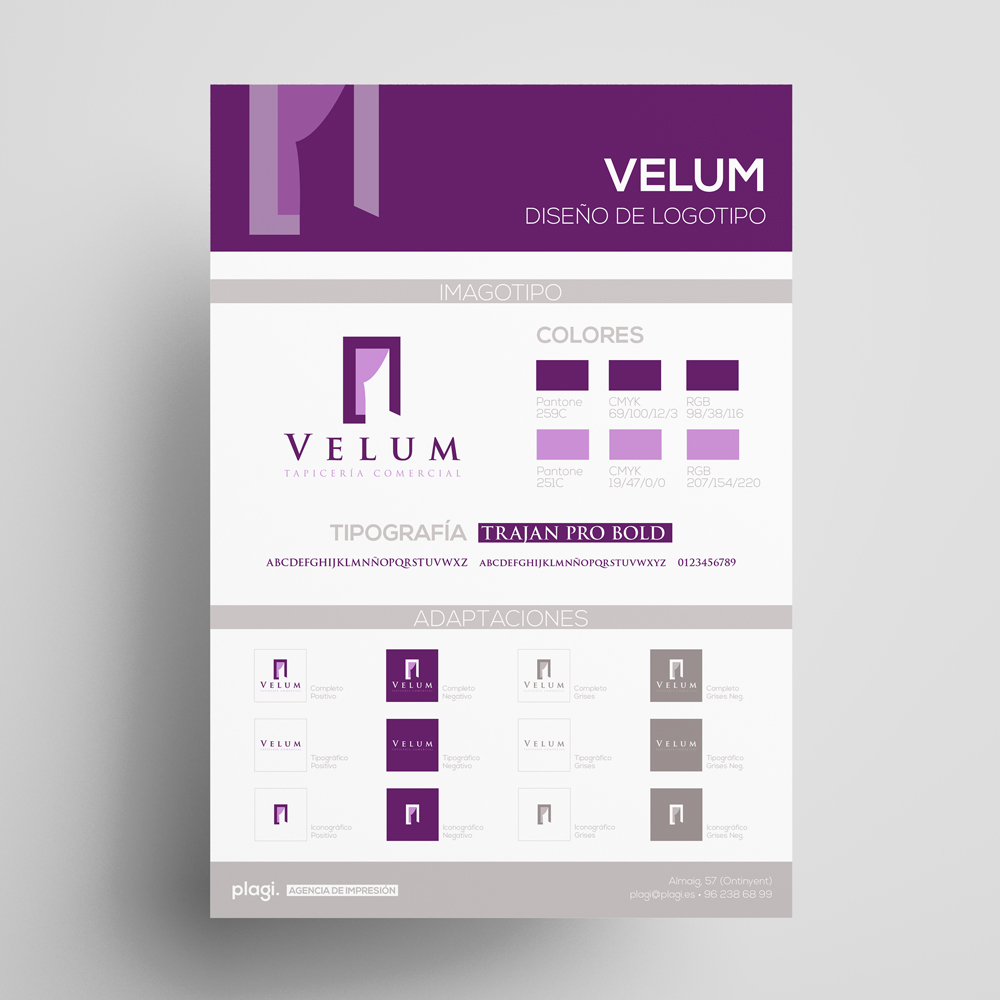 VELUM
DISEÑO DE LOGOTIPO
IMAGOTIPO
VELUM
TAPICERÍA COMERCIAL
COLORES
Pantone
259C
CMYK
69/100/12/3
RGB
98/38/116
Pantone
251C
CMYK
19/47/0/0
RGB
207/154/220
TIPOGRAFÍA TRAJAN PRO BOLD
ABCDEFGHIJKLMNÑOPQRSTUVWXZ ABCDEFGHIJKLMNÑOPQRSTUVWXYZ 0123456789
ADAPTACIONES
VELUM
Completo
Positivo
VELUM
Completo
Negativo
VELUM
Completo
Grises
VELUM
Completo
Grises Neg.
VELUM
Tipográfico
Positivo
VELUM
Tipográfico
Negativo
VELUM
Tipográfico
Grises
VELUM
Tipográfico
Grises Neg.
Iconográfico
Positivo
Iconográfico
Negativo
Iconográfico
Grises
Iconográfico
Grises Neg.
plagi. AGENCIA DE IMPRESIÓN
Almaig, 57 (Ontinyent)
plagi@plagi.es • 96 238 68 99